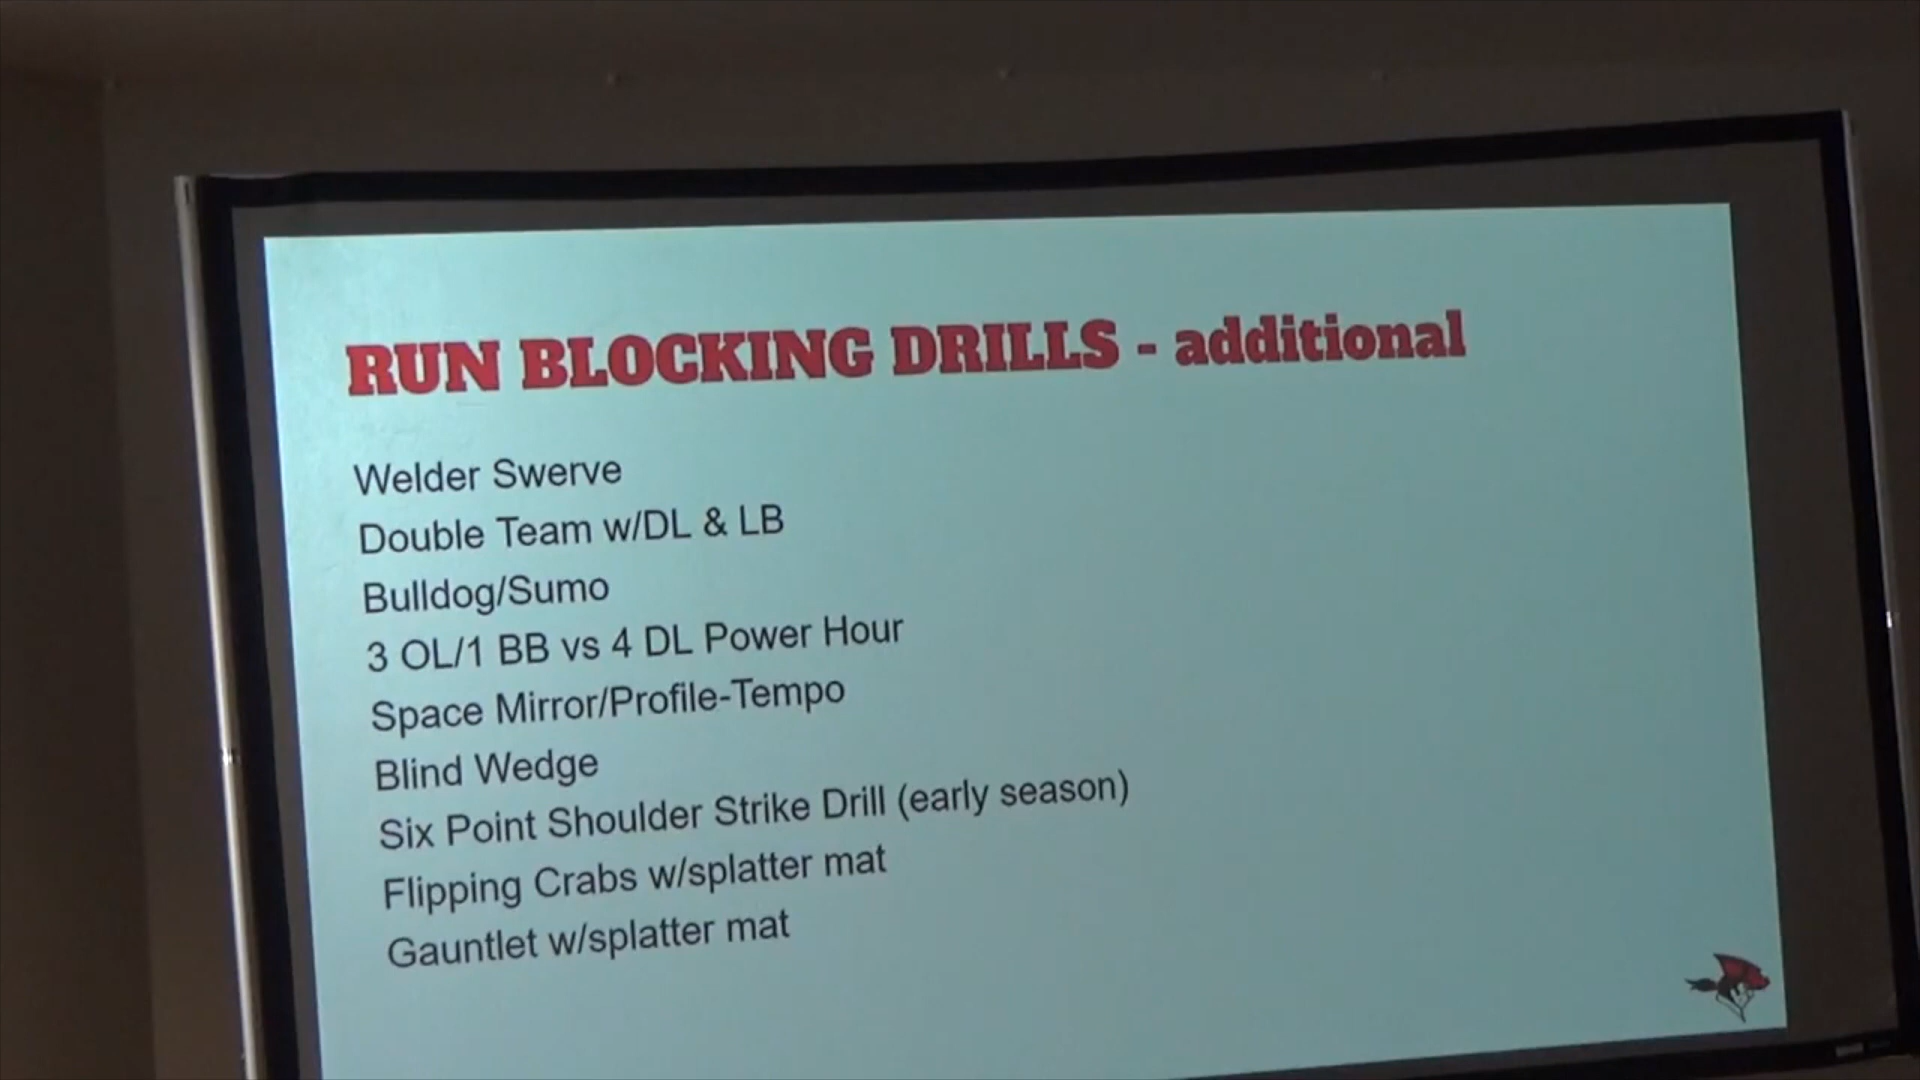 RUN BLOCKING DRILLS - additional
Welder Swerve
Double Team w/DL & LB
Bulldog/Sumo
3 OL/1 BB vs 4 DL Power Hour
Space Mirror/Profile-Tempo
Blind Wedge
Six Point Shoulder Strike Drill (early season)
Flipping Crabs w/splatter mat
Gauntlet w/splatter mat